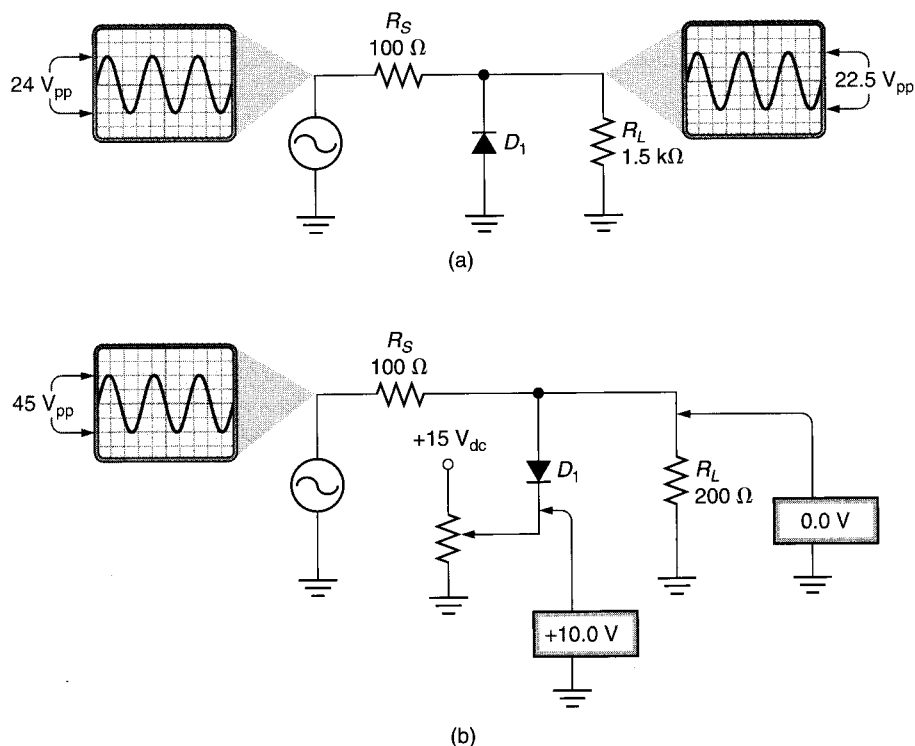 R_S
100 Ω
24 V_pp
22.5 V_pp
D_1
R_L
1.5 kΩ
(a)
R_S
100 Ω
45 V_pp
+15 V_dc
D_1
R_L
200 Ω
0.0 V
+10.0 V
(b)